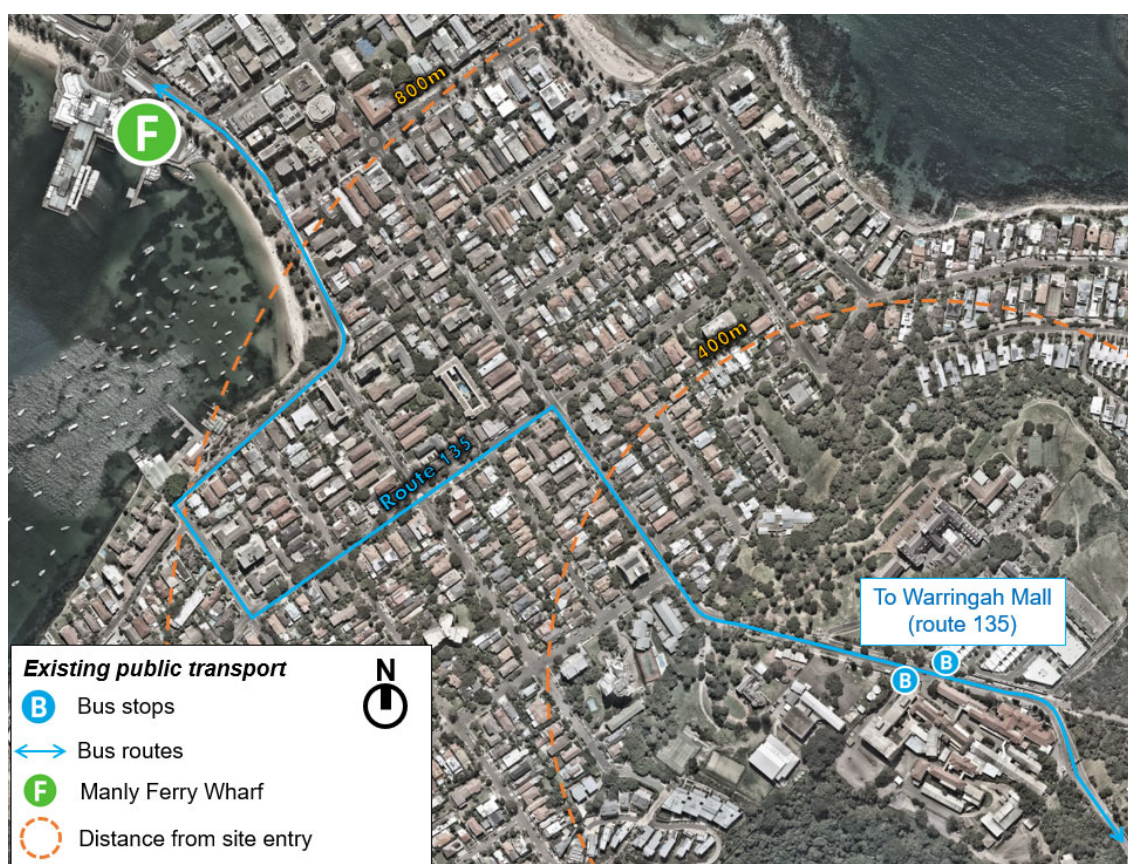 F
800m
400m
Route 135
To Warringah Mall
(route 135)
B
B
Existing public transport
N
B Bus stops
Bus routes
F Manly Ferry Wharf
Distance from site entry